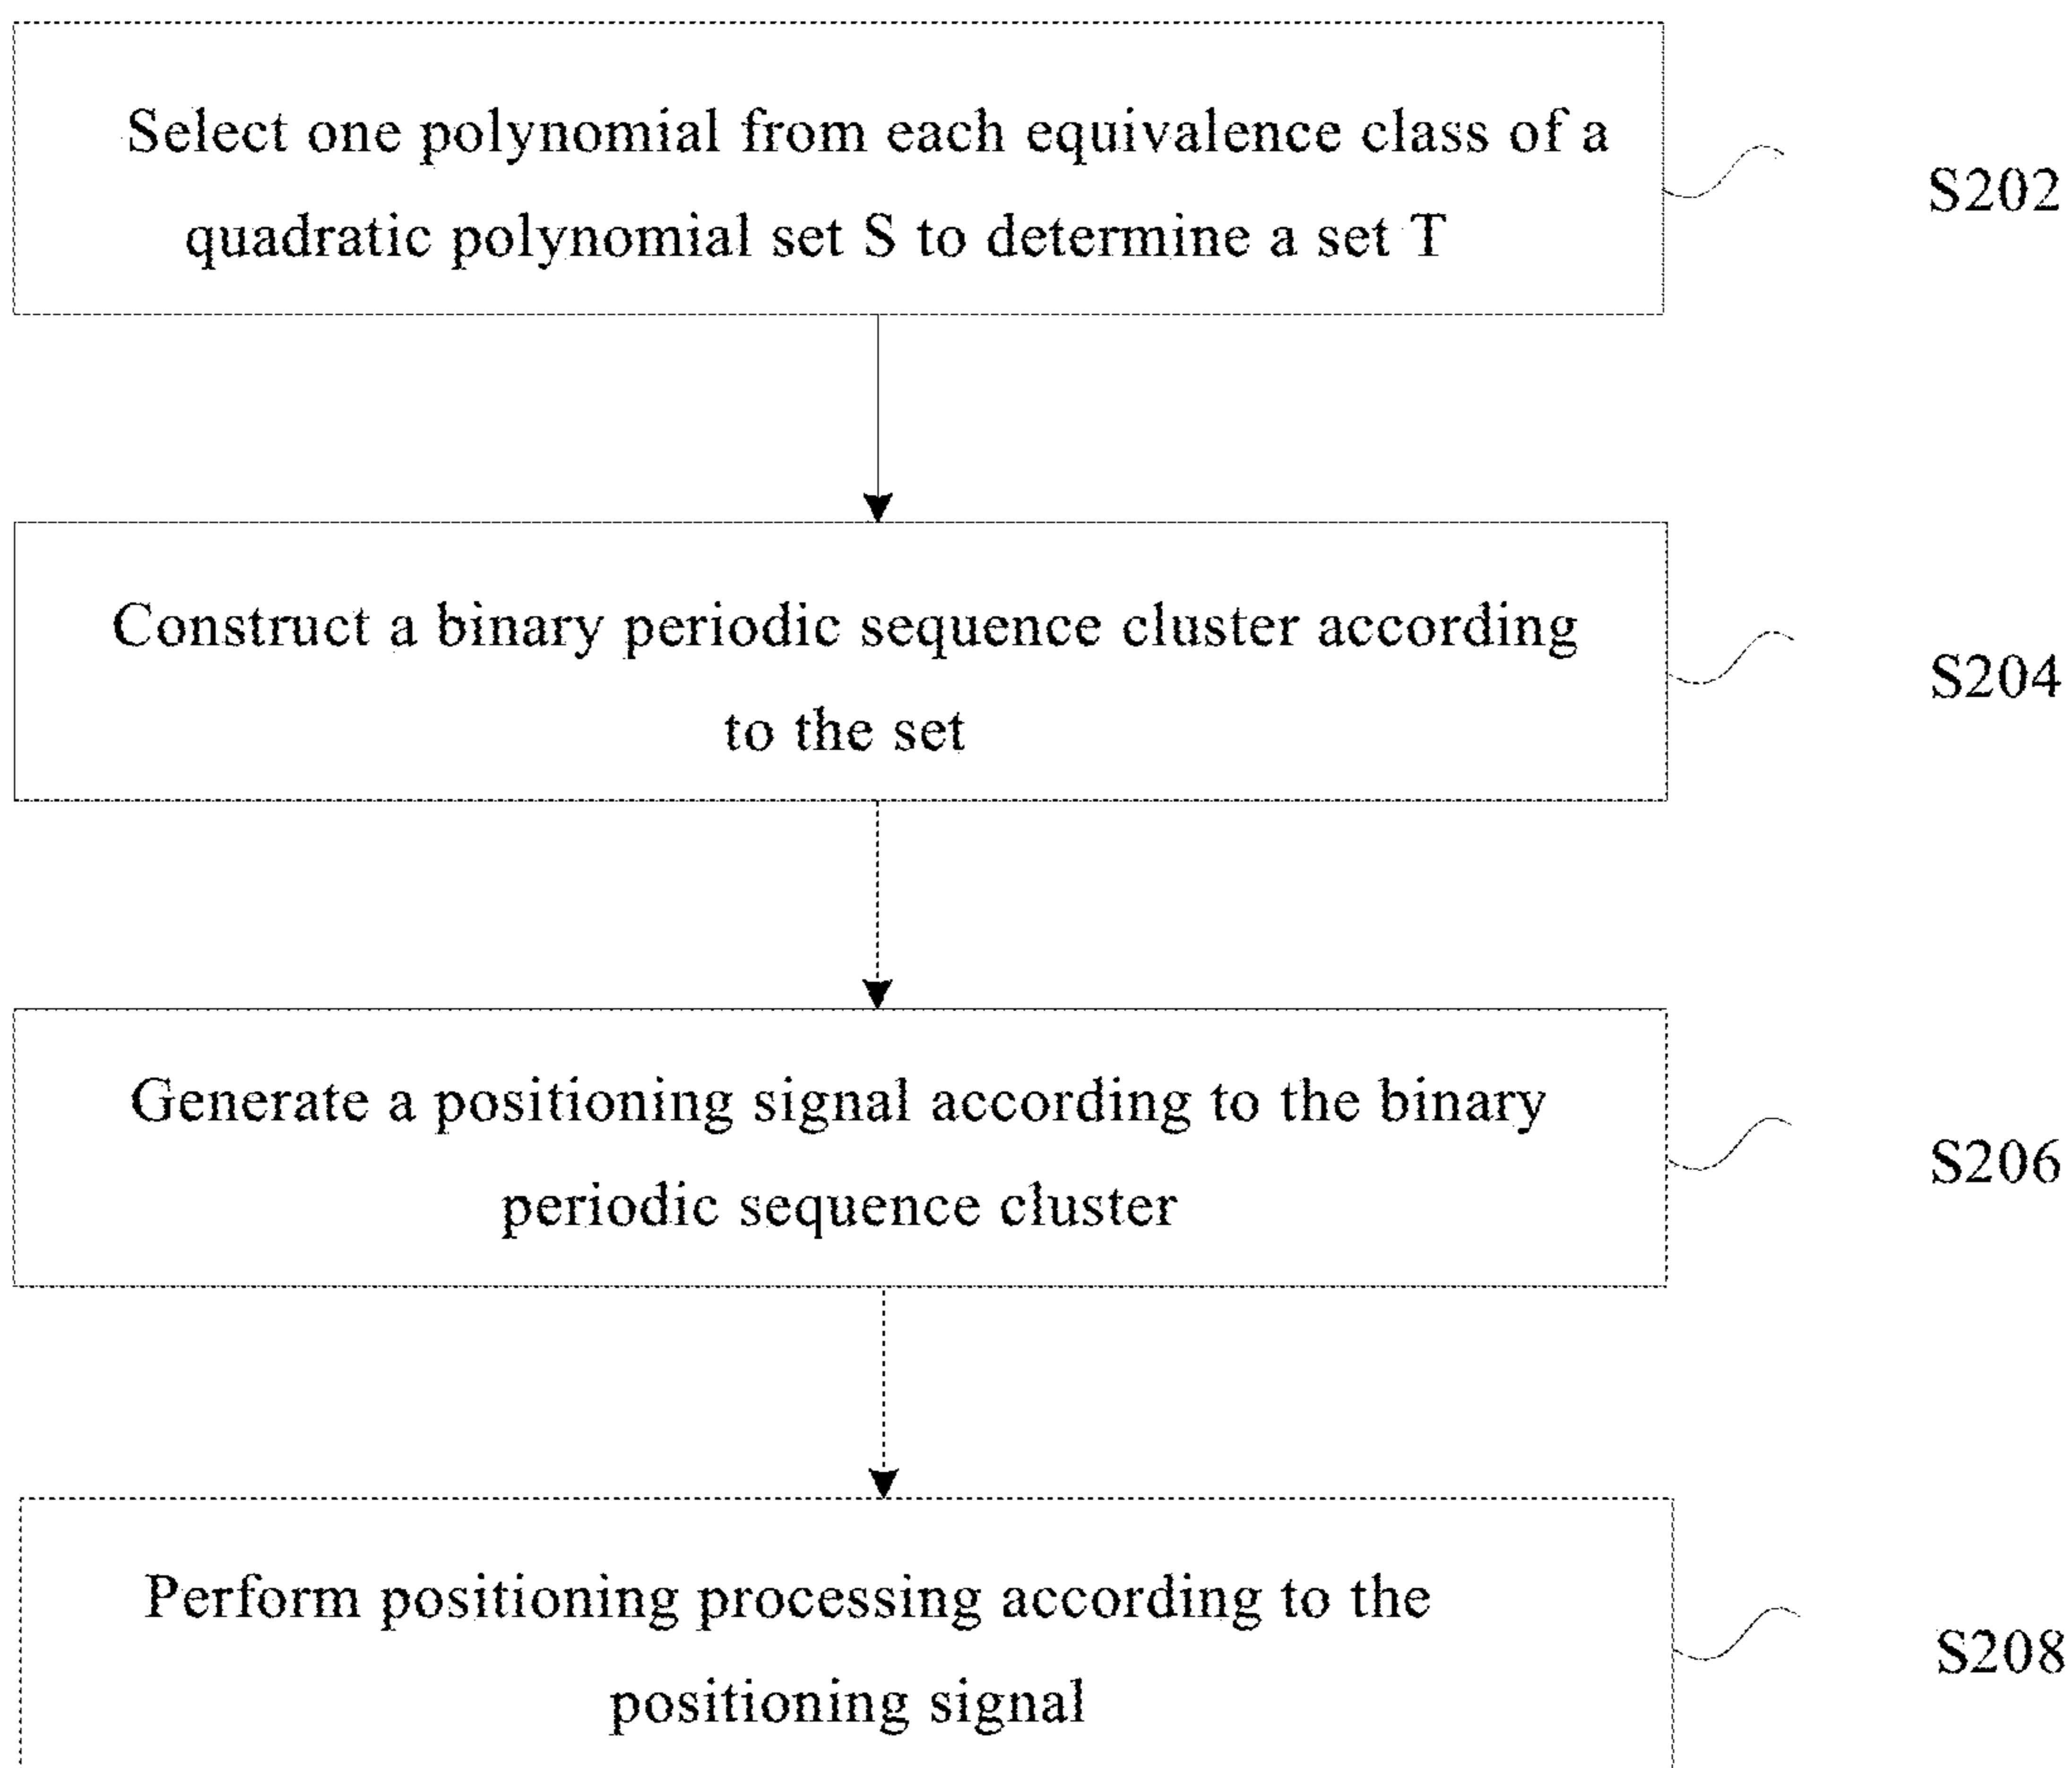 Select one polynomial from each equivalence class of a
quadratic polynomial set S to determine a set T
S202
Construct a binary periodic sequence cluster according
to the set
S204
Generate a positioning signal according to the binary
periodic sequence cluster
S206
Perform positioning processing according to the
positioning signal
S208